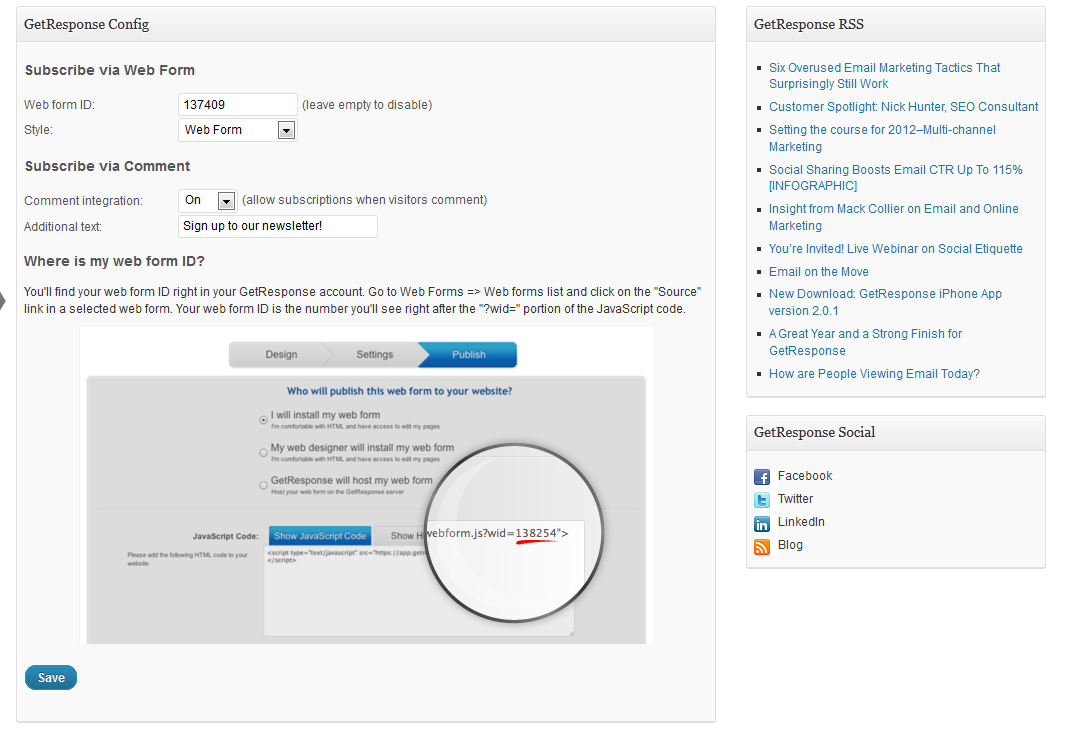 GetResponse Config
Subscribe via Web Form
Web form ID: 137409 (leave empty to disable)
Style: Web Form
Subscribe via Comment
Comment integration: On (allow subscriptions when visitors comment)
Additional text: Sign up to our newsletter!
Where is my web form ID?
You'll find your web form ID right in your GetResponse account. Go to Web Forms => Web forms list and click on the "Source"
link in a selected web form. Your web form ID is the number you'll see right after the "?wid=" portion of the JavaScript code.
Design Settings Publish
Who will publish this web form to your website?
I will install my web form
I'm comfortable with HTML and have access to edit my pages
My web designer will install my web form
I'm comfortable with HTML and have access to edit my pages
GetResponse will host my web form
Host your web form on the GetResponse server
JavaScript Code: Show JavaScript Code Show H
webform.js?wid=138254">
Please add the following HTML code to your
website.
<script type="text/javascript" src="https://app.getr
</script>
Save
GetResponse RSS
Six Overused Email Marketing Tactics That
Surprisingly Still Work
Customer Spotlight: Nick Hunter, SEO Consultant
Setting the course for 2012–Multi-channel
Marketing
Social Sharing Boosts Email CTR Up To 115%
[INFOGRAPHIC]
Insight from Mack Collier on Email and Online
Marketing
You're Invited! Live Webinar on Social Etiquette
Email on the Move
New Download: GetResponse iPhone App
version 2.0.1
A Great Year and a Strong Finish for
GetResponse
How are People Viewing Email Today?
GetResponse Social
Facebook
Twitter
LinkedIn
Blog